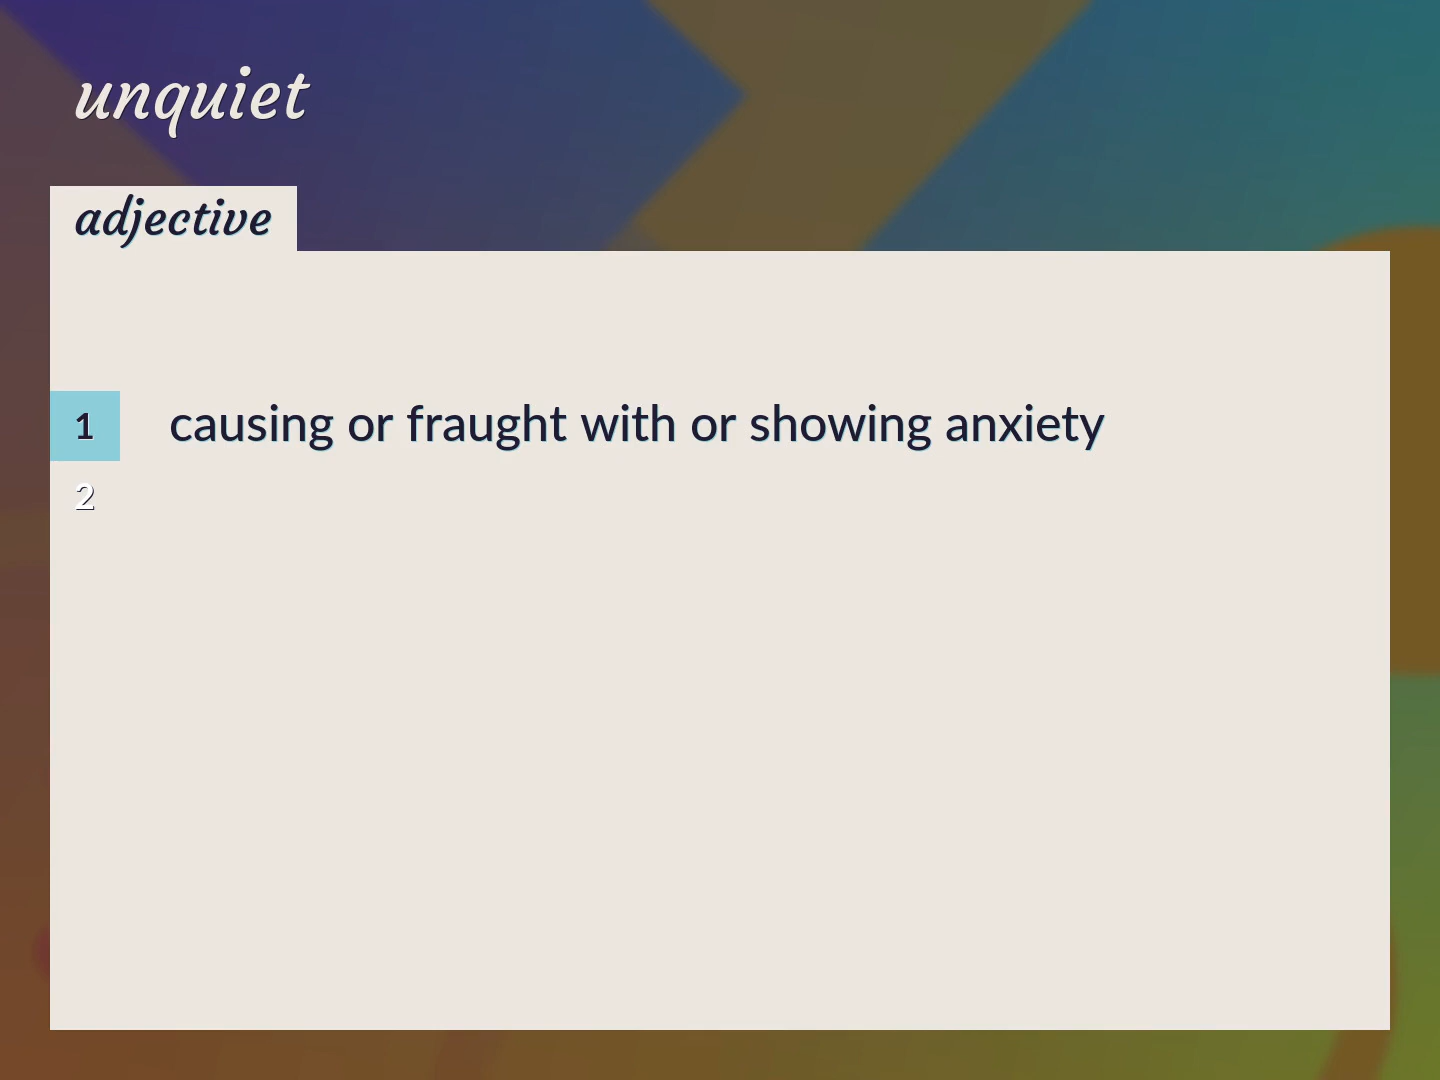 unquiet
adjective
1 causing or fraught with or showing anxiety
2